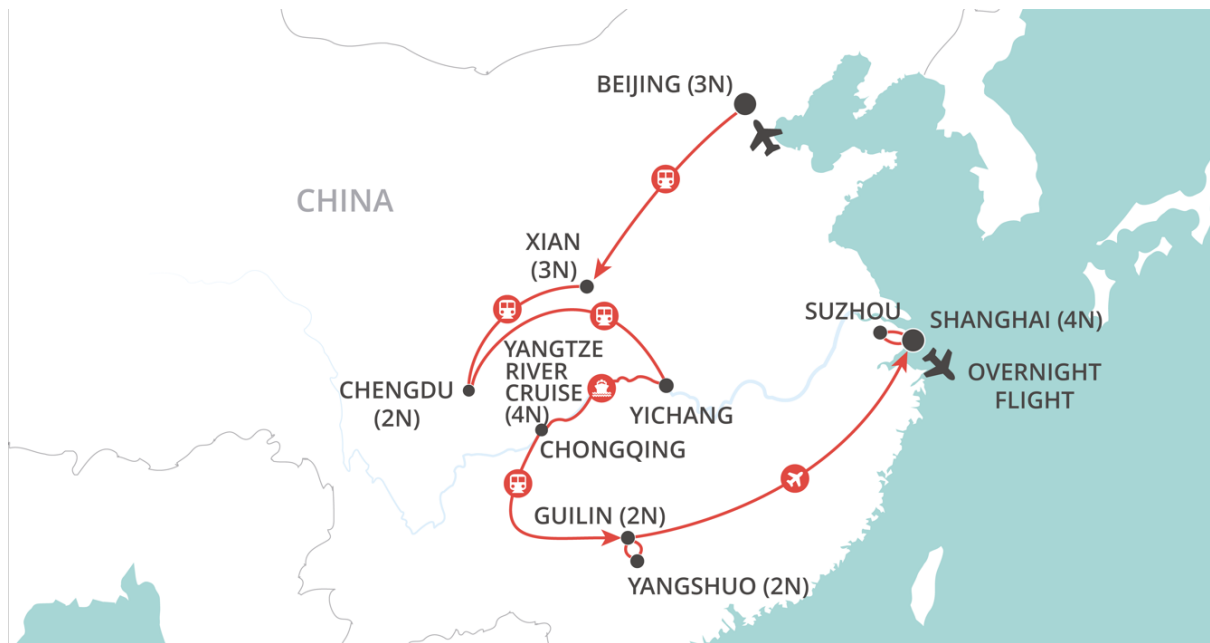 BEIJING (3N)
CHINA
XIAN
(3N)
SUZHOU
SHANGHAI (4N)
YANGTZE
RIVER
CRUISE
(4N)
OVERNIGHT
FLIGHT
CHENGDU
(2N)
YICHANG
CHONGQING
GUILIN (2N)
YANGSHUO (2N)